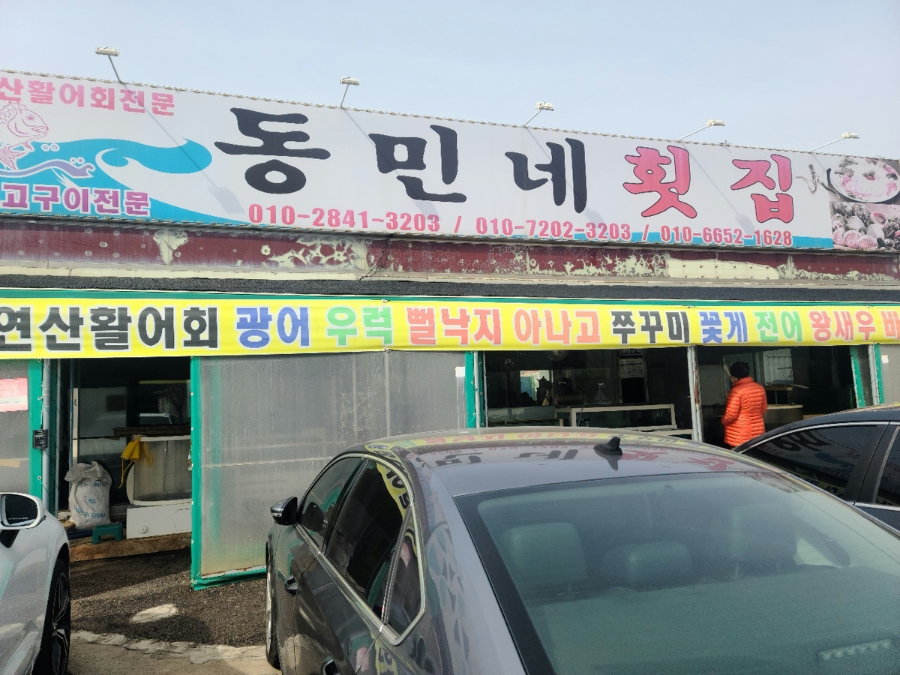 산활어회전문
고구이전문
동민네횟집
010-2841-3203 / 010-7202-3203 / 010-6652-1628
연산활어회 광어 우럭 뻘낙지 아나고 쭈꾸미 꽃게 전어 왕새우